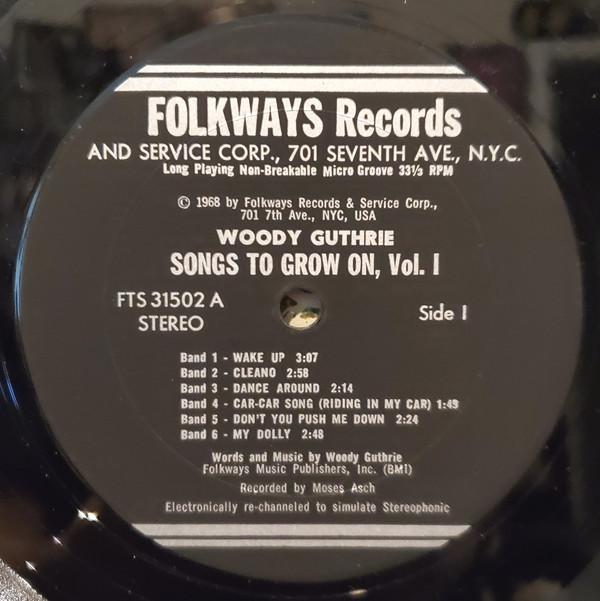 FOLKWAYS Records
AND SERVICE CORP., 701 SEVENTH AVE., N.Y.C.
Long Playing Non-Breakable Micro Groove 33⅓ RPM
© 1968 by Folkways Records & Service Corp.,
701 7th Ave., NYC, USA
WOODY GUTHRIE
SONGS TO GROW ON, Vol. I
FTS 31502 A
STEREO
Side I
Band 1 - WAKE UP 3:07
Band 2 - CLEANO 2:58
Band 3 - DANCE AROUND 2:14
Band 4 - CAR-CAR SONG (RIDING IN MY CAR) 1:45
Band 5 - DON'T YOU PUSH ME DOWN 2:24
Band 6 - MY DOLLY 2:48
Words and Music by Woody Guthrie
Folkways Music Publishers, Inc. (BMI)
Recorded by Moses Asch
Electronically re-channeled to simulate Stereophonic